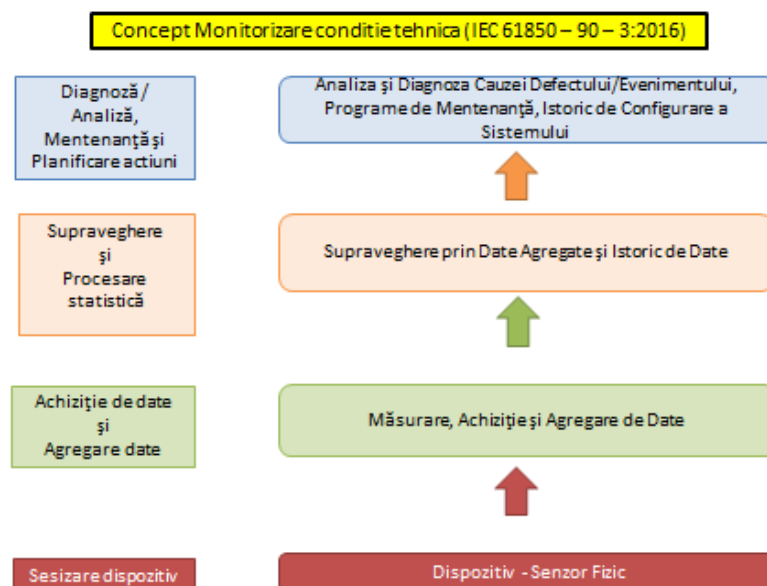 Concept Monitorizare conditie tehnica (IEC 61850 – 90 – 3:2016)
Diagnoză /
Analiză,
Mentenanță și
Planificare actiuni
Analiza și Diagnoza Cauzei Defectului/Evenimentului,
Programe de Mentenanță, Istoric de Configurare a
Sistemului
Supraveghere
și
Procesare
statistică
Supraveghere prin Date Agregate și Istoric de Date
Achiziție de date
și
Agregare date
Măsurare, Achiziție și Agregare de Date
Sesizare dispozitiv
Dispozitiv - Senzor Fizic